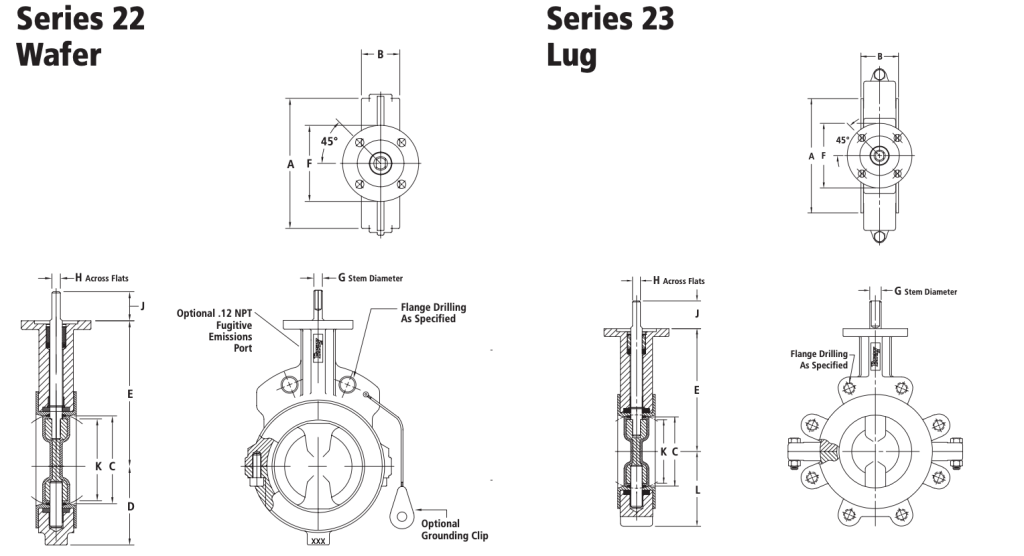 Series 22
Wafer
B
45°
A
F
H Across Flats
J
E
K
C
D
G Stem Diameter
Optional .12 NPT
Fugitive
Emissions
Port
Flange Drilling
As Specified
Optional
Grounding Clip
XXX
Series 23
Lug
B
45°
A
F
H Across Flats
J
E
K
C
L
G Stem Diameter
Flange Drilling
As Specified